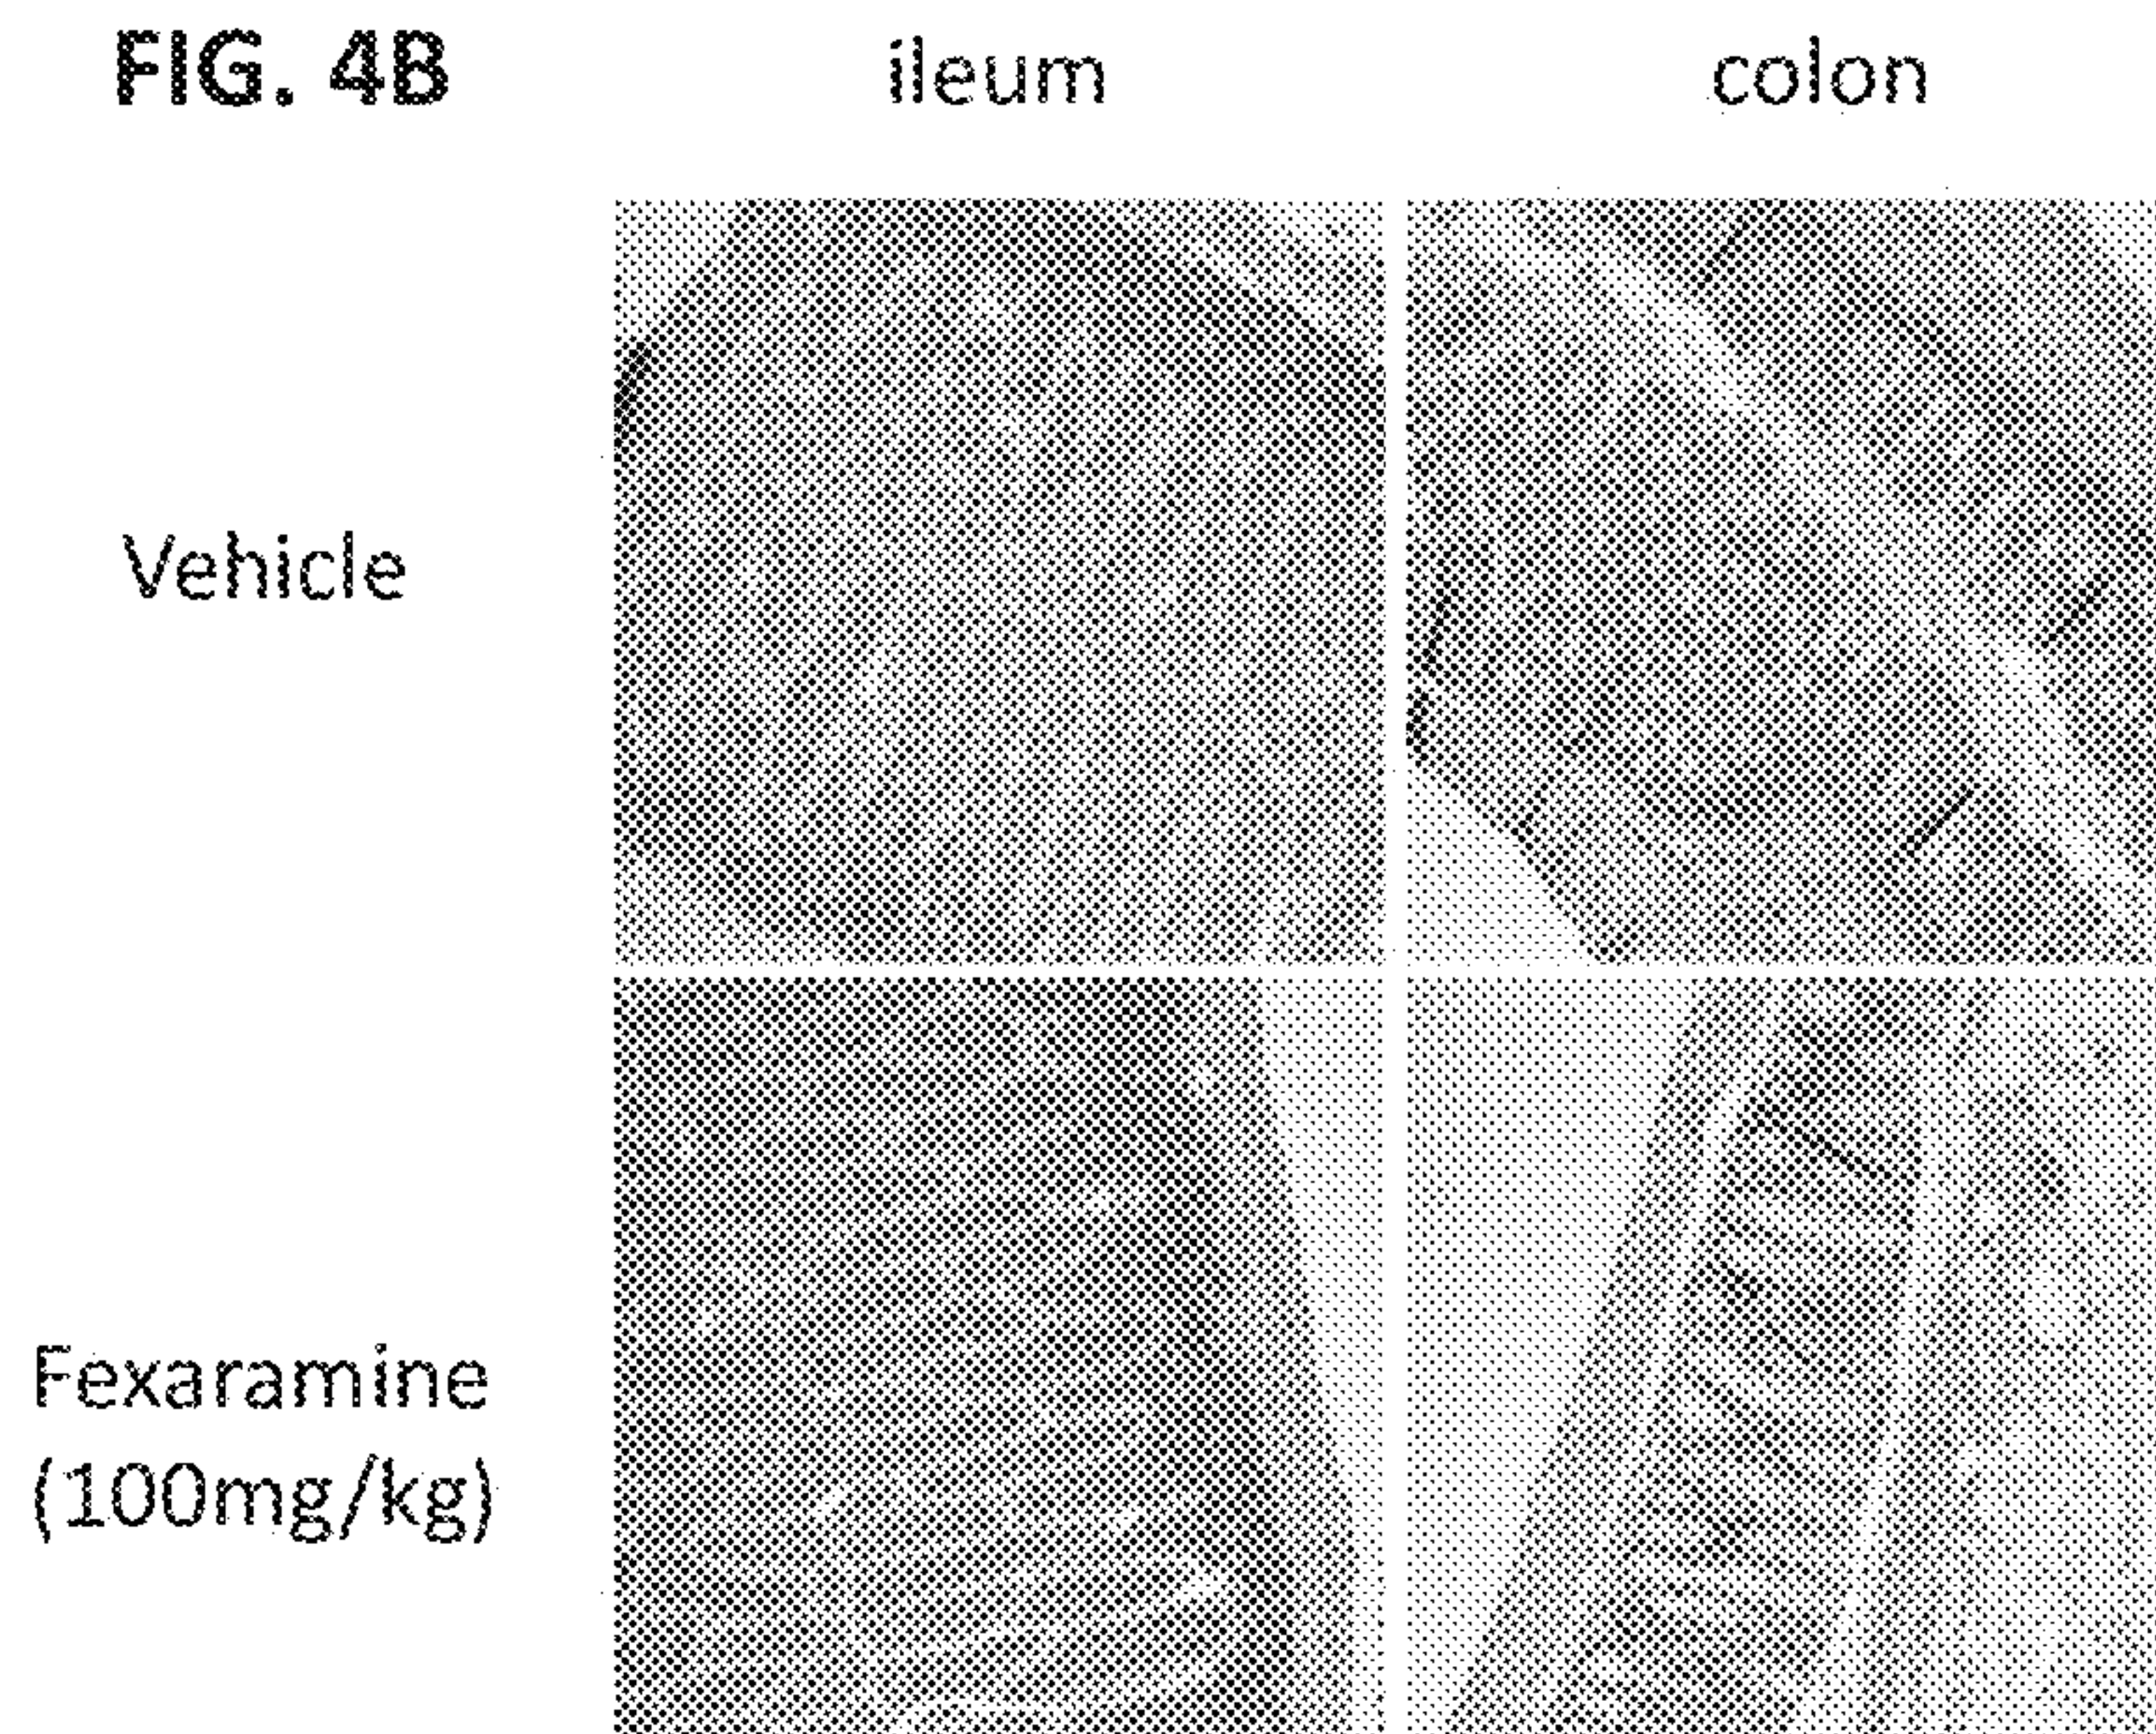 FIG. 4B
ileum
colon
Vehicle
Fexaramine
(100mg/kg)